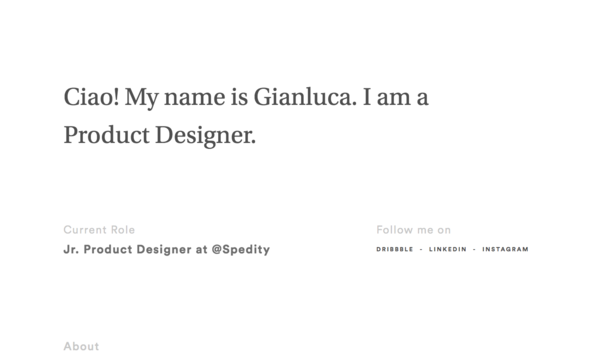 Ciao! My name is Gianluca. I am a
Product Designer.
Current Role
Jr. Product Designer at @Spedity
Follow me on
DRIBBBLE - LINKEDIN - INSTAGRAM
About